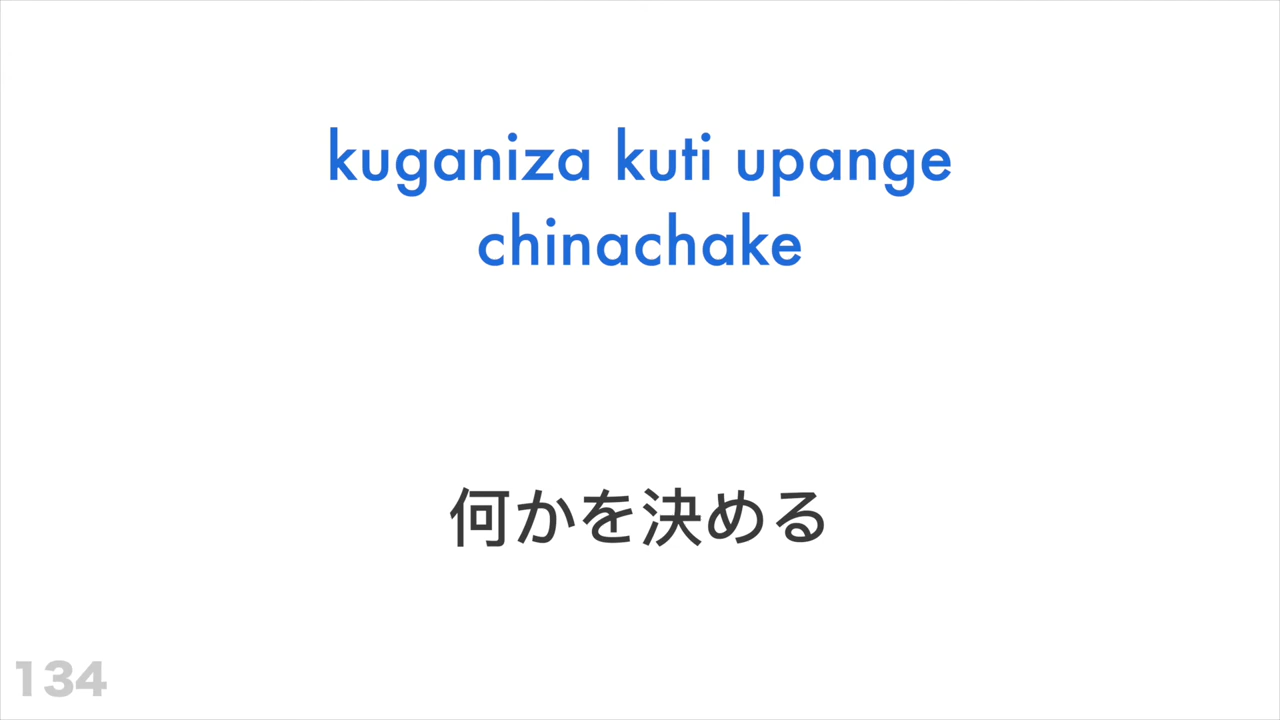 kuganiza kuti upange
chinachake
何かを決める
134